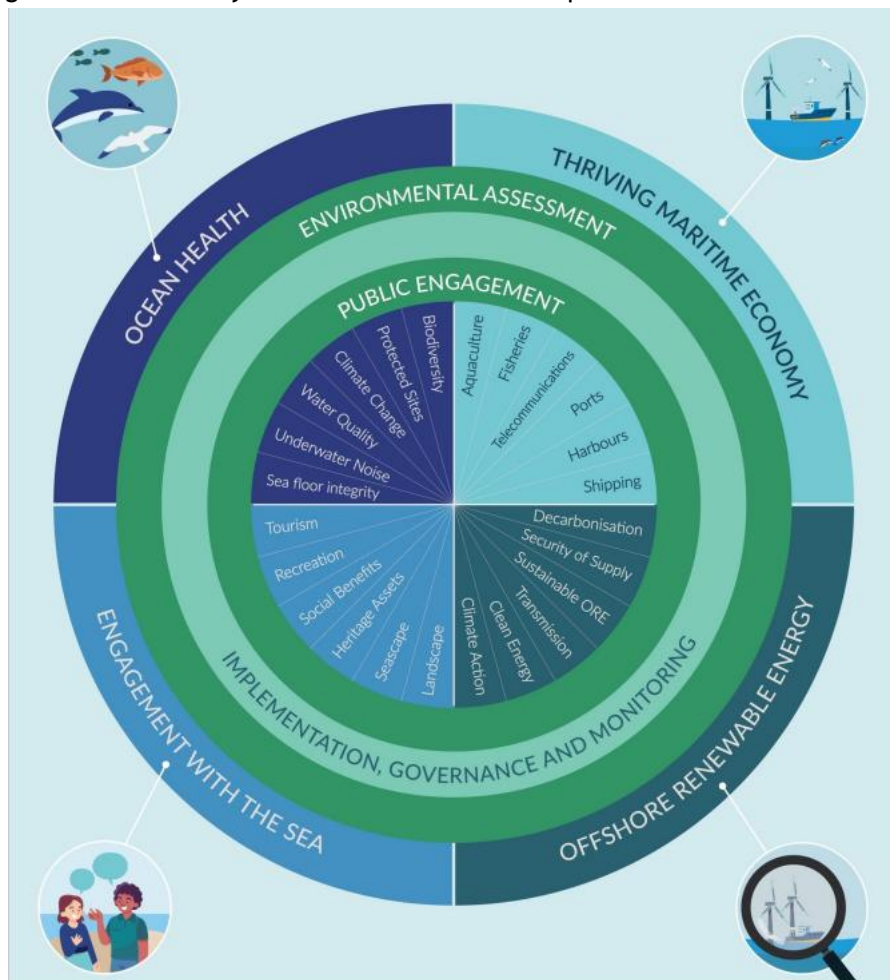 OCEAN HEALTH
THRIVING MARITIME ECONOMY
ENVIRONMENTAL ASSESSMENT
PUBLIC ENGAGEMENT
Sea floor integrity
Underwater Noise
Water Quality
Climate Change
Protected Sites
Biodiversity
Aquaculture
Fisheries
Telecommunications
Ports
Harbours
Shipping
Decarbonisation
Security of Supply
Sustainable ORE
Transmission
Clean Energy
Climate Action
Landscape
Seascape
Heritage Assets
Social Benefits
Recreation
Tourism
IMPLEMENTATION, GOVERNANCE AND MONITORING
ENGAGEMENT WITH THE SEA
OFFSHORE RENEWABLE ENERGY